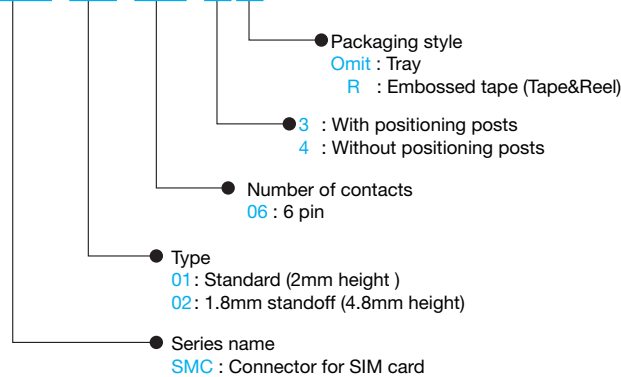 Packaging style
Omit : Tray
R : Embossed tape (Tape&Reel)
3 : With positioning posts
4 : Without positioning posts
Number of contacts
06 : 6 pin
Type
01 : Standard (2mm height )
02 : 1.8mm standoff (4.8mm height)
Series name
SMC : Connector for SIM card